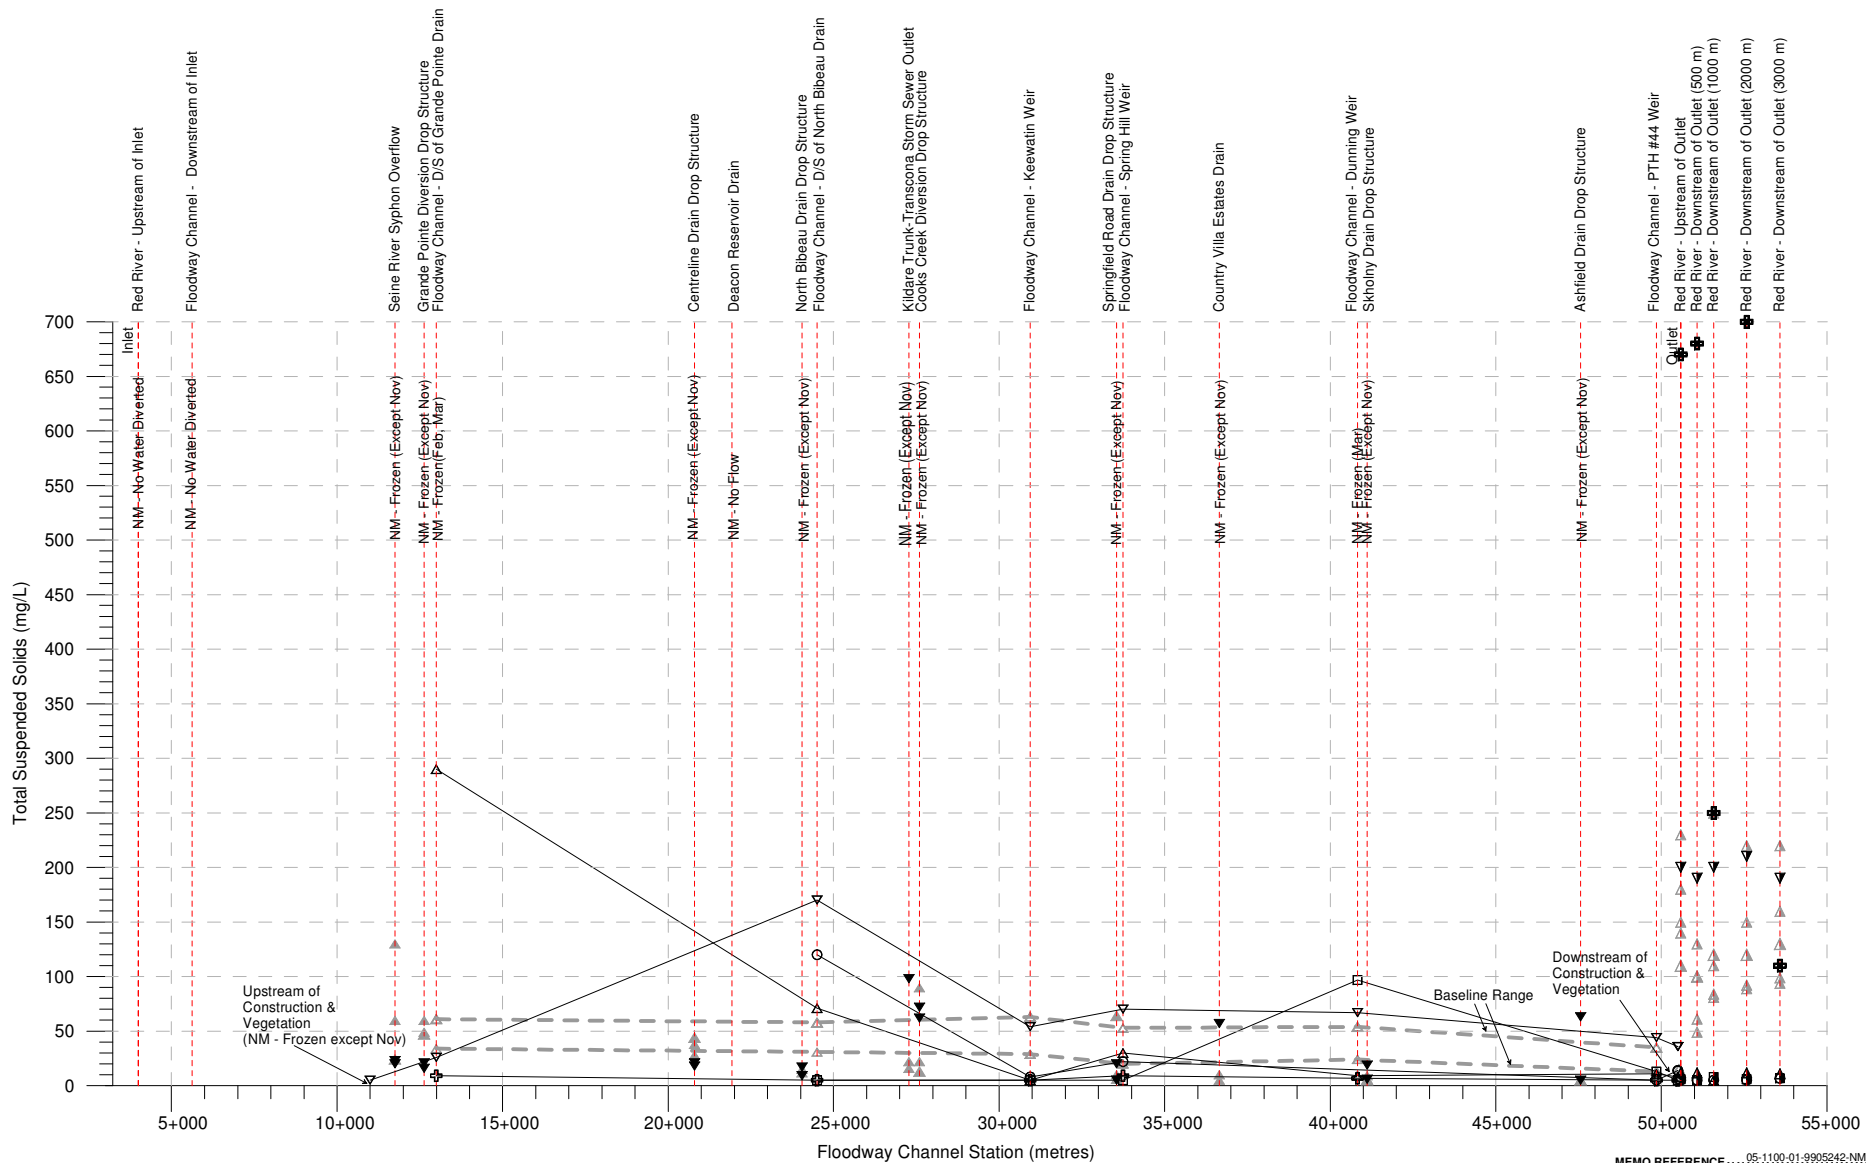 Red River - Upstream of Inlet
Floodway Channel - Downstream of Inlet
Seine River Syphon Overflow
Grande Pointe Diversion Drop Structure
Floodway Channel - D/S of Grande Pointe Drain
Centreline Drain Drop Structure
Deacon Reservoir Drain
North Bibeau Drain Drop Structure
Floodway Channel - D/S of North Bibeau Drain
Kildare Trunk-Transcona Storm Sewer Outlet
Cooks Creek Diversion Drop Structure
Floodway Channel - Keewatin Weir
Springfield Road Drain Drop Structure
Floodway Channel - Spring Hill Weir
Country Villa Estates Drain
Floodway Channel - Dunning Weir
Skholny Drain Drop Structure
Ashfield Drain Drop Structure
Floodway Channel - PTH #44 Weir
Red River - Upstream of Outlet
Red River - Downstream of Outlet (500 m)
Red River - Downstream of Outlet (1000 m)
Red River - Downstream of Outlet (2000 m)
Red River - Downstream of Outlet (3000 m)
Inlet
Outlet
NM - No Water Diverted
NM - No Water Diverted
NM - Frozen (Except Nov)
NM - Frozen (Except Nov)
NM - Frozen(Feb, Mar)
NM - Frozen (Except Nov)
NM - No Flow
NM - Frozen (Except Nov)
NM - Frozen (Except Nov)
NM - Frozen (Except Nov)
NM - Frozen (Except Nov)
NM - Frozen (Except Nov)
NM - Frozen (Mar)
NM - Frozen (Except Nov)
NM - Frozen (Except Nov)
Total Suspended Solids (mg/L)
700
650
600
550
500
450
400
350
300
250
200
150
100
50
0
Upstream of
Construction &
Vegetation
(NM - Frozen except Nov)
Baseline Range
Downstream of
Construction &
Vegetation
5+000
10+000
15+000
20+000
25+000
30+000
35+000
40+000
45+000
50+000
55+000
Floodway Channel Station (metres)
MEMO REFERENCE 05-1100-01-9905242-NM